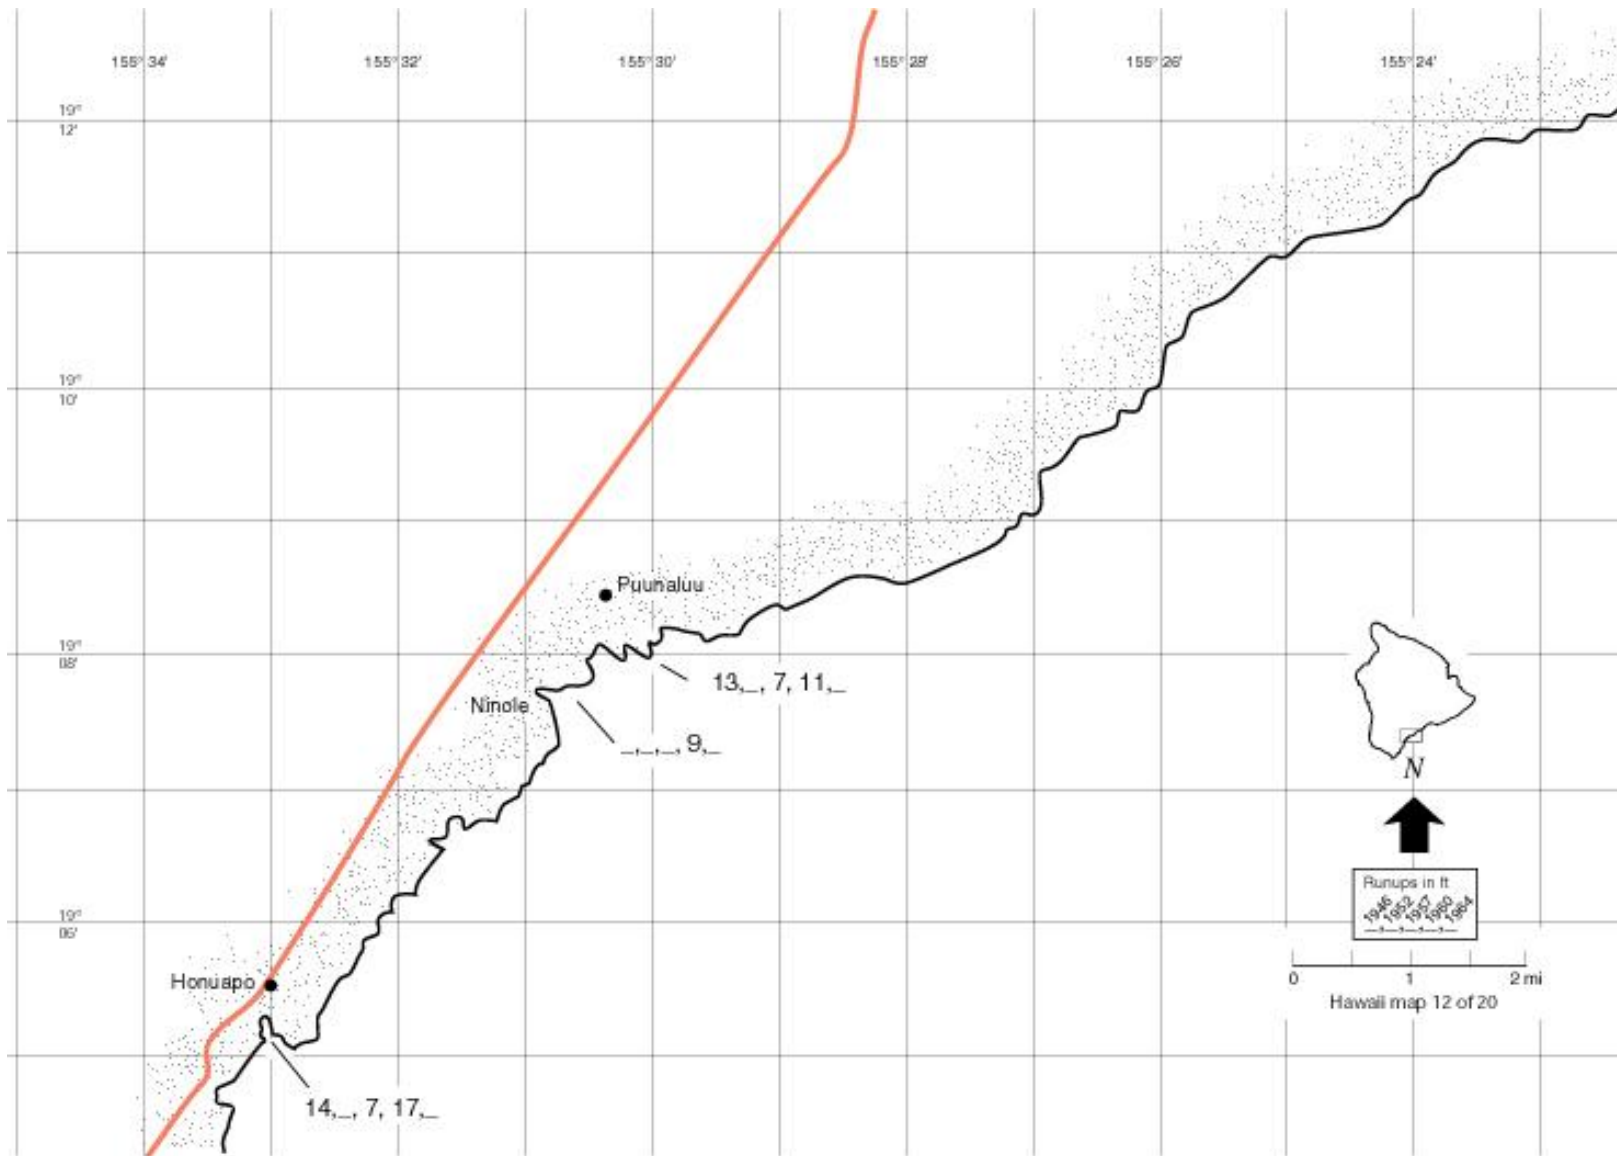 155° 34'
155° 32'
155° 30'
155° 28'
155° 26'
155° 24'
19°
12'
19°
10'
Puunaluu
19°
08'
13,_, 7, 11,_
Ninole
_,_,_, 9,_
N
Runups in ft
1946 1952 1957 1960 1964
_,_,_,_,_
19°
06'
Honuapo
0 1 2 mi
Hawaii map 12 of 20
14,_, 7, 17,_